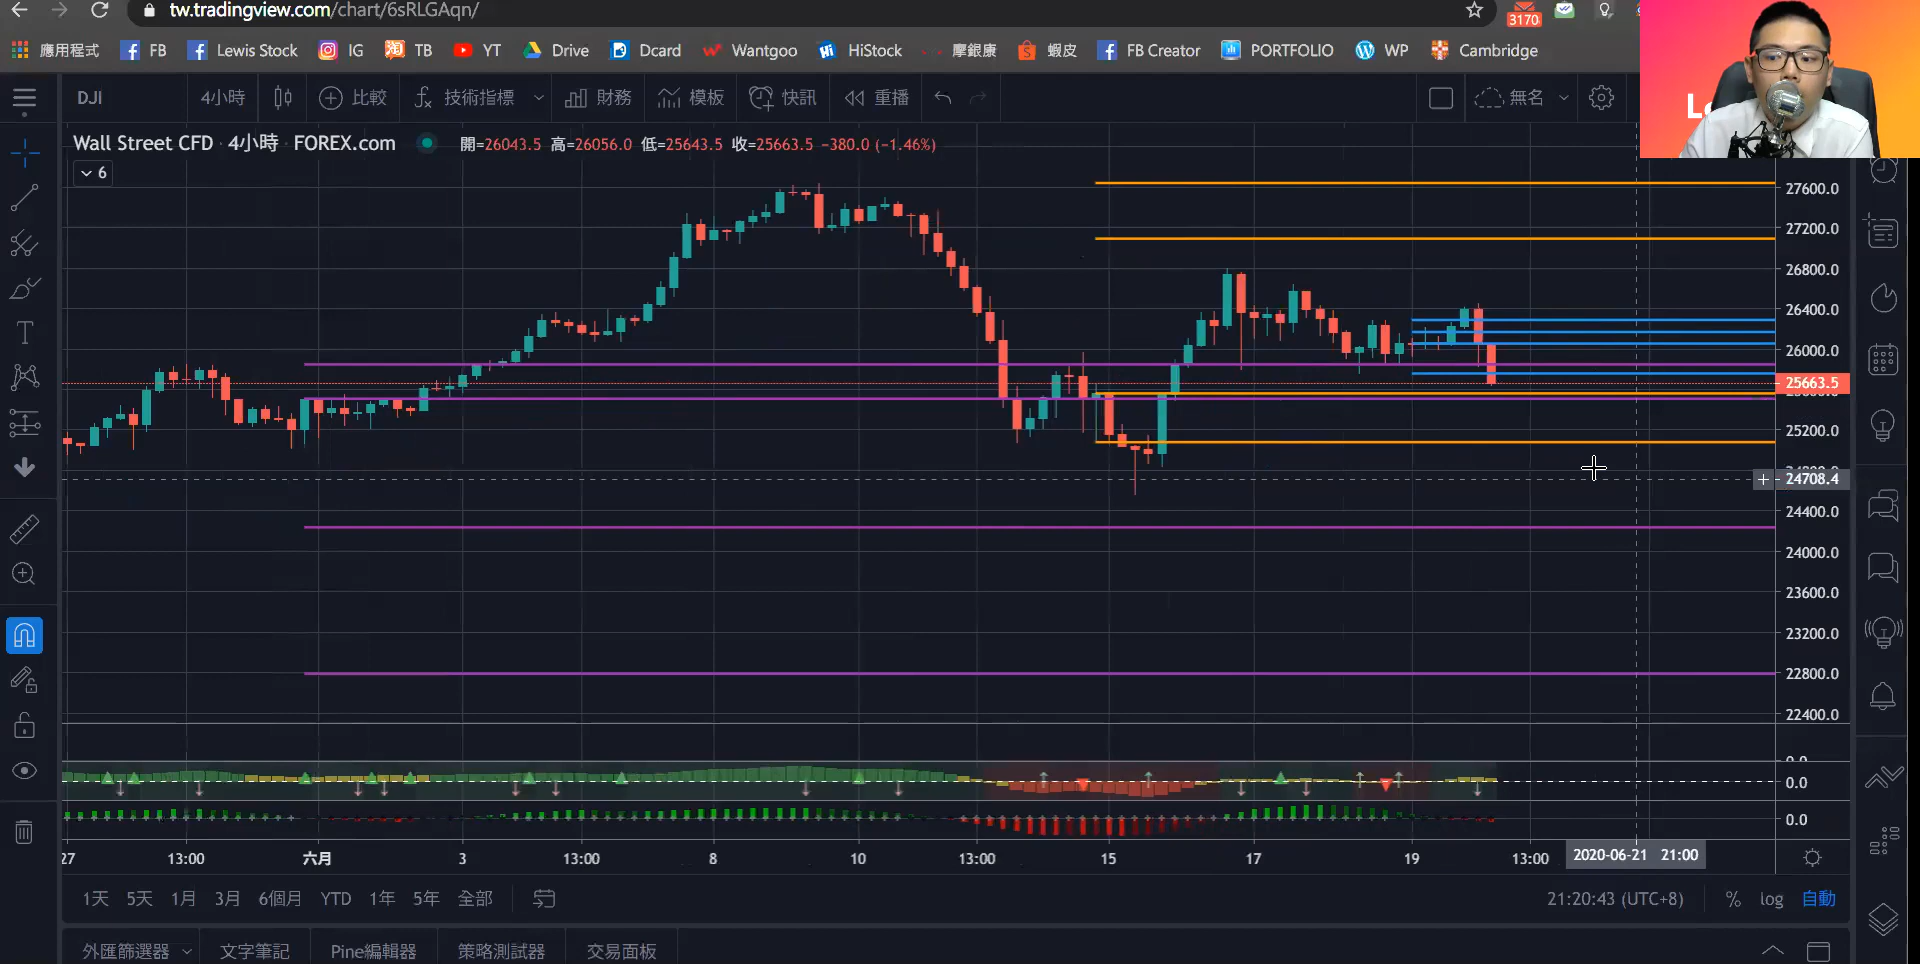 tw.tradingview.com/chart/6sRLGAqn/
3170
應用程式 FB Lewis Stock IG TB YT Drive Dcard Wantgoo HiStock 摩銀康 蝦皮 FB Creator PORTFOLIO WP Cambridge
DJI 4小時 比較 技術指標 財務 模板 快訊 重播 無名
Wall Street CFD · 4小時 · FOREX.com 開=26043.5 高=26056.0 低=25643.5 收=25663.5 −380.0 (−1.46%)
6
27600.0
27200.0
26800.0
26400.0
26000.0
25663.5
25200.0
24708.4
24400.0
24000.0
23600.0
23200.0
22800.0
22400.0
0.0
0.0
27 13:00 六月 3 13:00 8 10 13:00 15 17 19 13:00 2020-06-21 21:00
1天 5天 1月 3月 6個月 YTD 1年 5年 全部 21:20:43 (UTC+8) % log 自動
外匯篩選器 文字筆記 Pine編輯器 策略測試器 交易面板